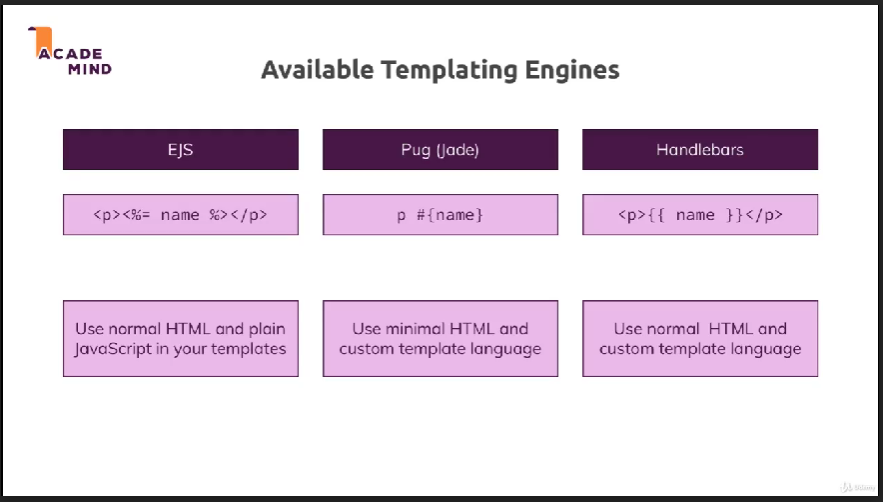 ACADE
MIND
Available Templating Engines
EJS
Pug (Jade)
Handlebars
<p><%= name %></p>
p #{name}
<p>{{ name }}</p>
Use normal HTML and plain
JavaScript in your templates
Use minimal HTML and
custom template language
Use normal HTML and
custom template language
Udemy